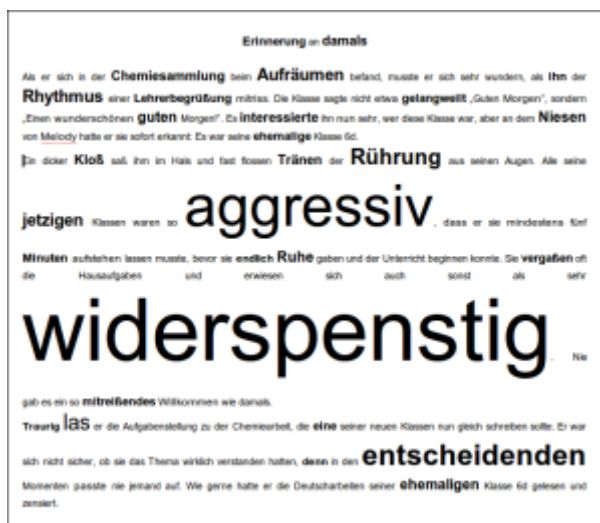 Erinnerung an damals
Als er sich in der Chemiesammlung beim Aufräumen befand, musste er sich sehr wundern, als ihn der
Rhythmus einer Lehrerbegrüßung mitriss. Die Klasse sagte nicht etwa gelangweilt „Guten Morgen“, sondern
„Einen wunderschönen guten Morgen“. Es interessierte ihn nun sehr, wer diese Klasse war, aber an dem Niesen
von Melody hatte er sie sofort erkannt: Es war seine ehemalige Klasse 6d.
Ein dicker Kloß saß ihm im Hals und fast flossen Tränen der Rührung aus seinen Augen. Alle seine
jetzigen Klassen waren so aggressiv, dass er sie mindestens fünf
Minuten aufstehen lassen musste, bevor sie endlich Ruhe gaben und der Unterricht beginnen konnte. Sie vergaßen oft
die Hausaufgaben und erwiesen sich auch sonst als sehr
widerspenstig. Nie
gab es ein so mitreißendes Willkommen wie damals.
Traurig las er die Aufgabenstellung zu der Chemiearbeit, die eine seiner neuen Klassen nun gleich schreiben sollte. Er war
sich nicht sicher, ob sie das Thema wirklich verstanden hatten, denn in den entscheidenden
Momenten passte nie jemand auf. Wie gerne hatte er die Deutscharbeiten seiner ehemaligen Klasse 6d gelesen und
zensiert.